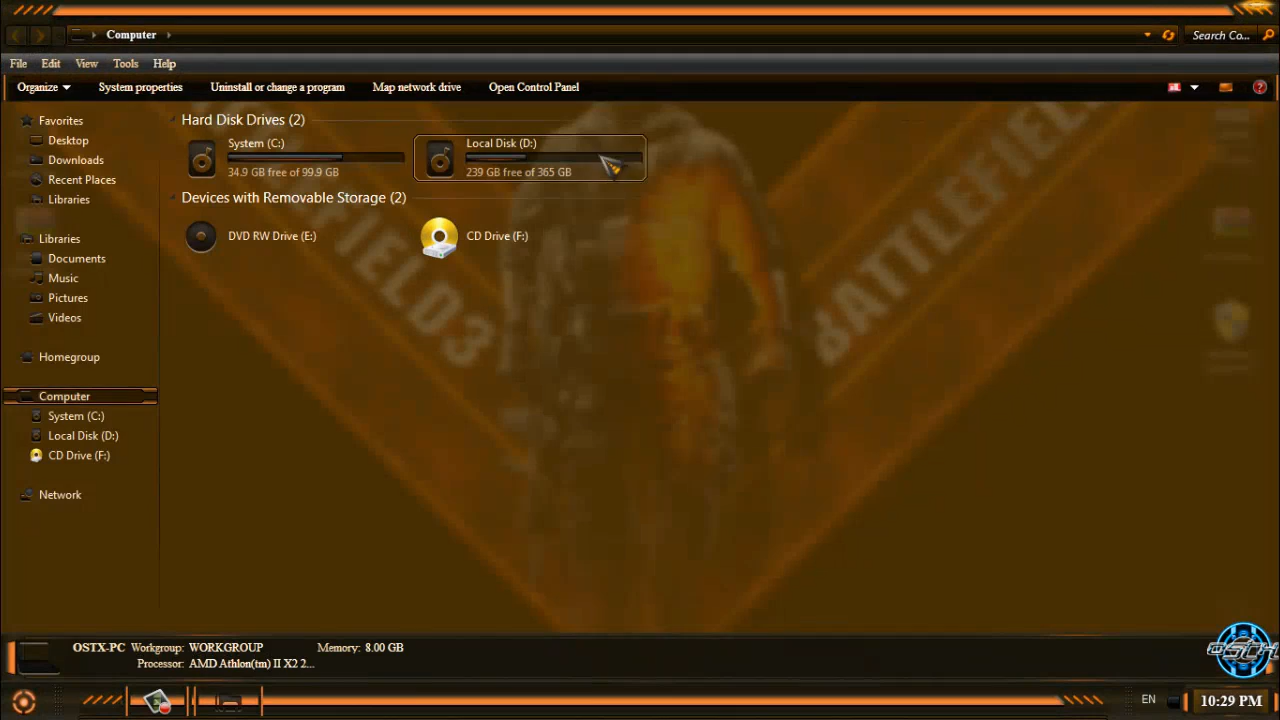 Computer
Search Co...
File Edit View Tools Help
Organize System properties Uninstall or change a program Map network drive Open Control Panel
Favorites
Desktop
Downloads
Recent Places
Libraries
Libraries
Documents
Music
Pictures
Videos
Homegroup
Computer
System (C:)
Local Disk (D:)
CD Drive (F:)
Network
Hard Disk Drives (2)
System (C:)
34.9 GB free of 99.9 GB
Local Disk (D:)
239 GB free of 365 GB
Devices with Removable Storage (2)
DVD RW Drive (E:)
CD Drive (F:)
BATTLEFIELD
FIELD3
OSTX-PC Workgroup: WORKGROUP Memory: 8.00 GB
Processor: AMD Athlon(tm) II X2 2...
EN 10:29 PM